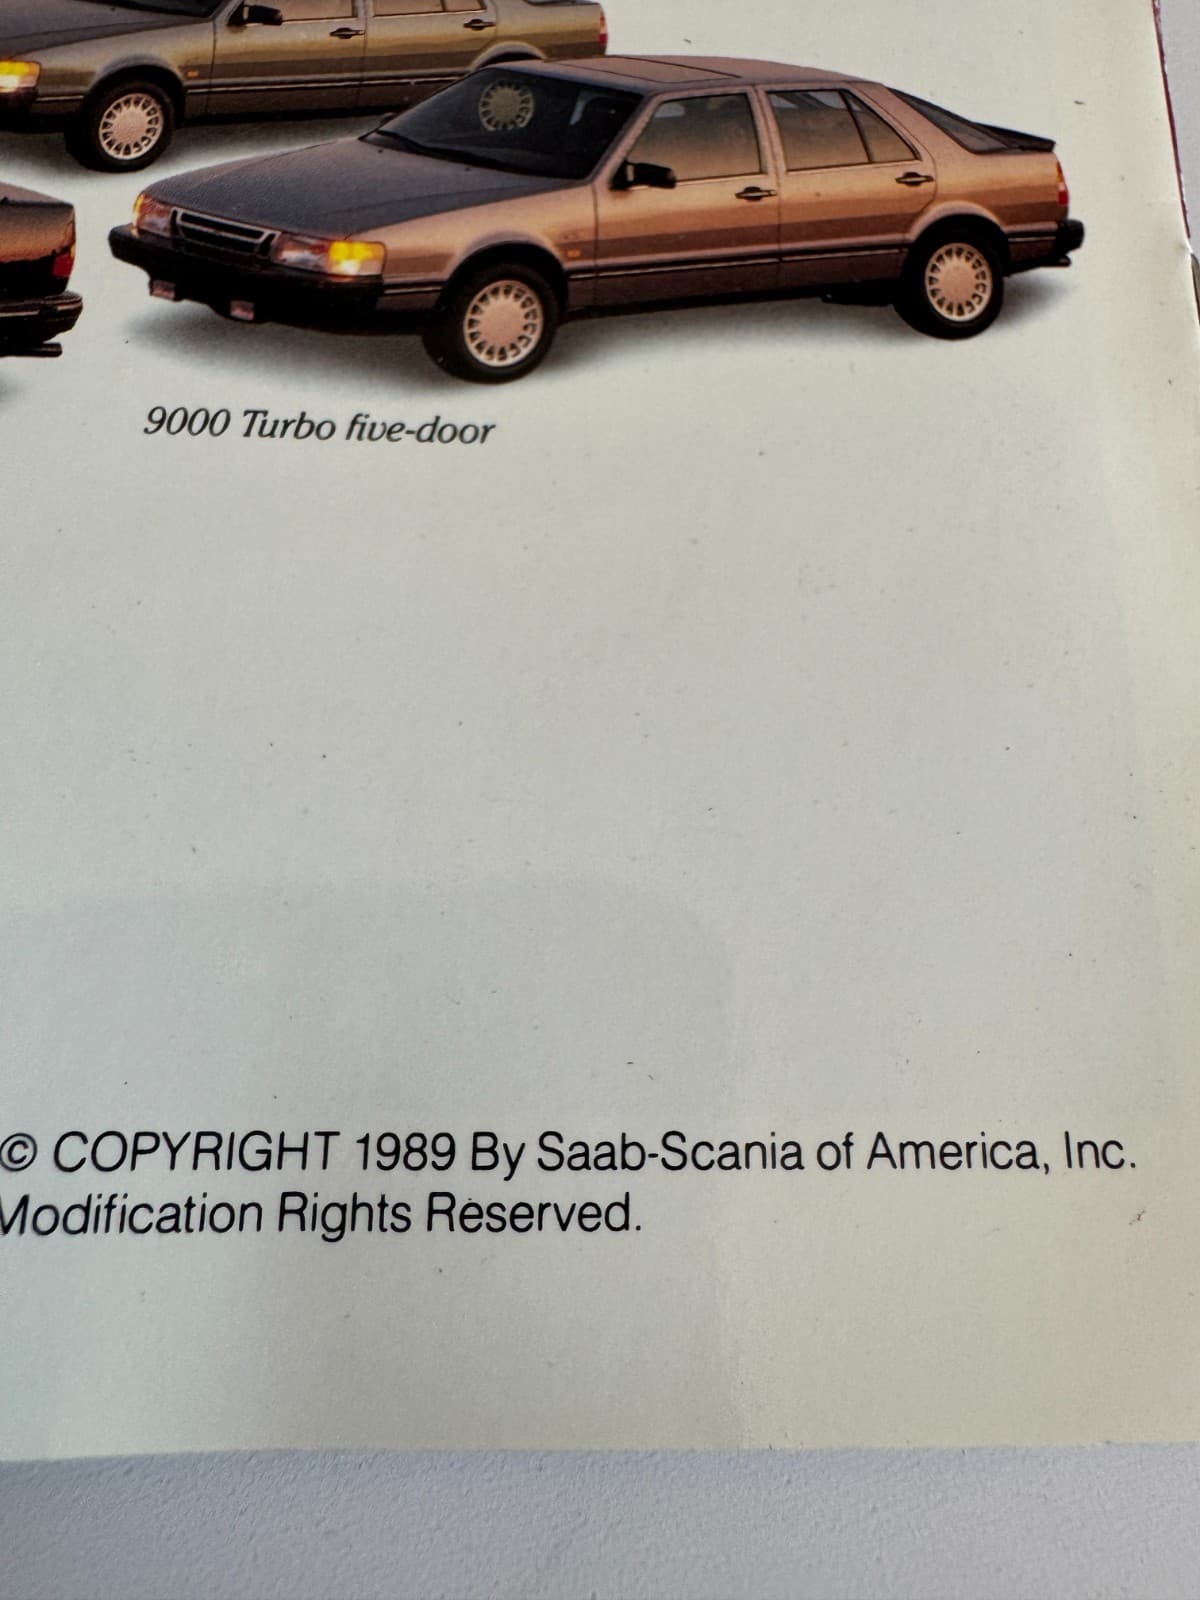 9000 Turbo five-door
© COPYRIGHT 1989 By Saab-Scania of America, Inc.
Modification Rights Reserved.